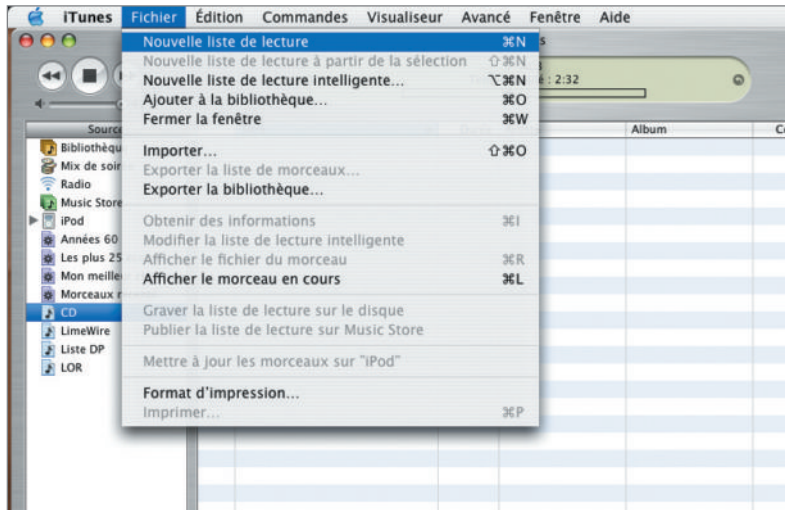 iTunes Fichier Édition Commandes Visualiseur Avancé Fenêtre Aide
Nouvelle liste de lecture ⌘N
Nouvelle liste de lecture à partir de la sélection ⇧⌘N
Nouvelle liste de lecture intelligente... ⌥⌘N
: 2:32
Ajouter à la bibliothèque... ⌘O
Fermer la fenêtre ⌘W
Source
Album
Bibliothèqu
Importer... ⇧⌘O
Mix de soir
Exporter la liste de morceaux...
Radio
Exporter la bibliothèque...
Music Store
iPod
Obtenir des informations ⌘I
Années 60
Modifier la liste de lecture intelligente
Les plus 25
Afficher le fichier du morceau ⌘R
Mon meille
Afficher le morceau en cours ⌘L
Morceaux
CD
Graver la liste de lecture sur le disque
LimeWire
Publier la liste de lecture sur Music Store
Liste DP
LOR
Mettre à jour les morceaux sur "iPod"
Format d'impression...
Imprimer... ⌘P